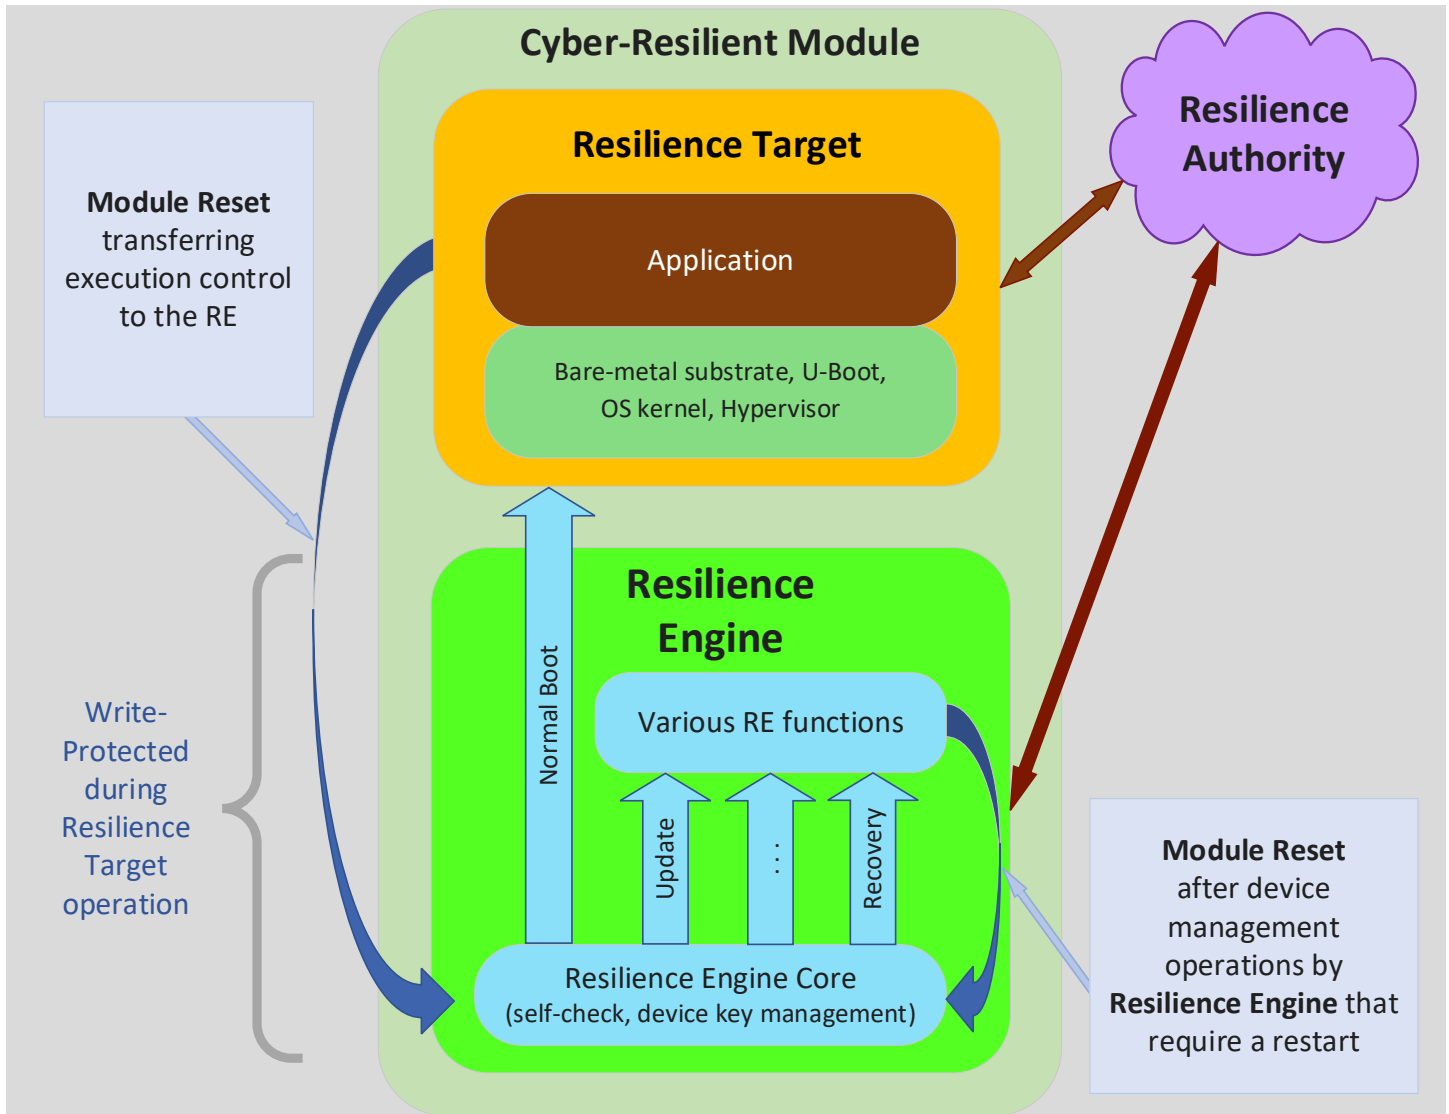 Cyber-Resilient Module
Resilience Target
Application
Bare-metal substrate, U-Boot,
OS kernel, Hypervisor
Resilience
Authority
Module Reset
transferring
execution control
to the RE
Normal Boot
Resilience
Engine
Various RE functions
Update
. . . .
Recovery
Resilience Engine Core
(self-check, device key management)
Write-
Protected
during
Resilience
Target
operation
Module Reset
after device
management
operations by
Resilience Engine that
require a restart